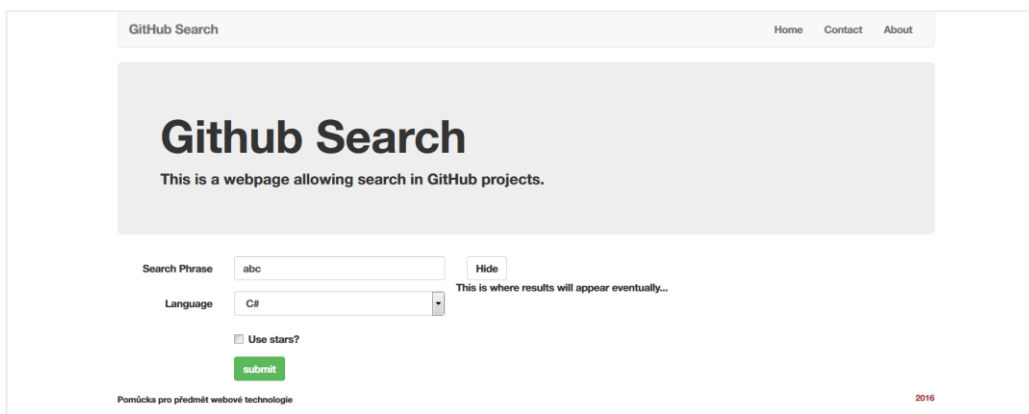 GitHub Search Home Contact About
Github Search
This is a webpage allowing search in GitHub projects.
Search Phrase abc Hide
This is where results will appear eventually...
Language C#
Use stars?
submit
Pomůcka pro předmět webové technologie 2016